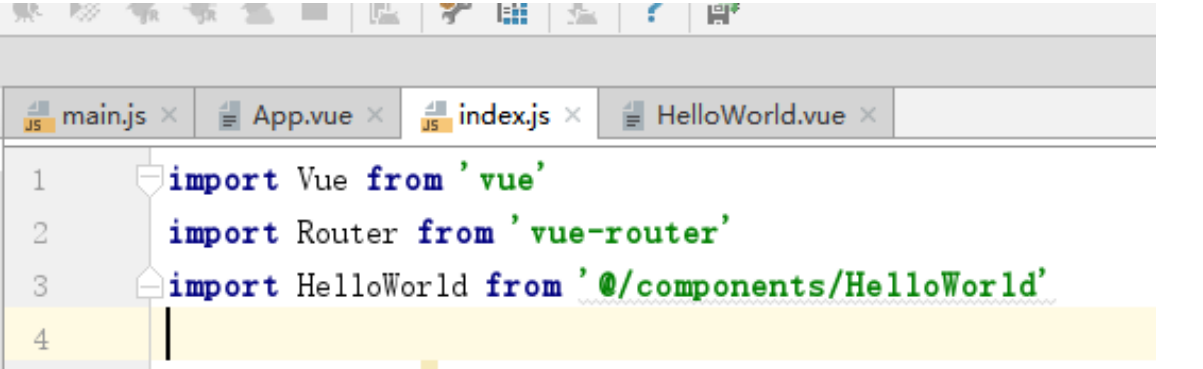 main.js App.vue index.js HelloWorld.vue
1 import Vue from 'vue'
2 import Router from 'vue-router'
3 import HelloWorld from '@/components/HelloWorld'
4